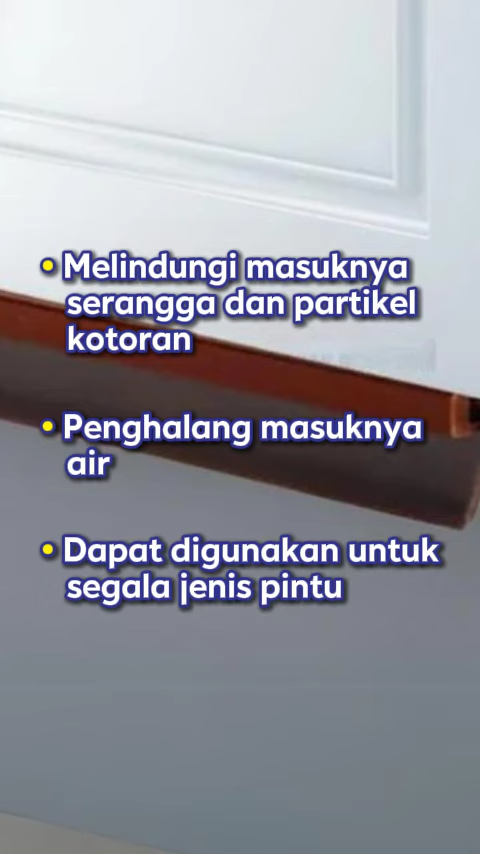 • Melindungi masuknya
serangga dan partikel
kotoran
• Penghalang masuknya
air
• Dapat digunakan untuk
segala jenis pintu